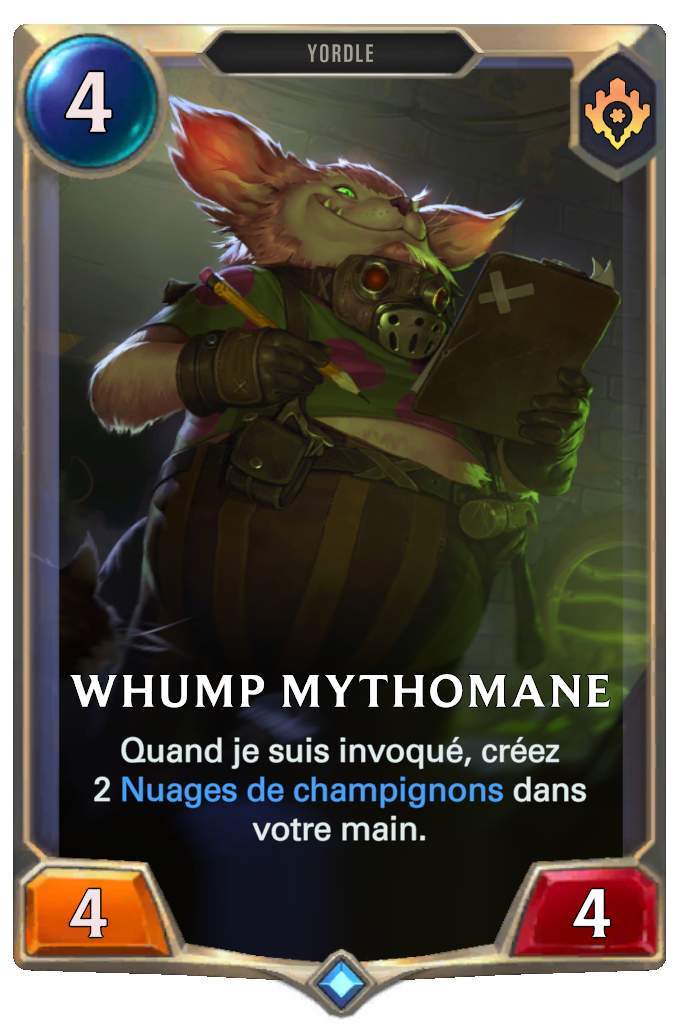 4
YORDLE
WHUMP MYTHOMANE
Quand je suis invoqué, créez
2 Nuages de champignons dans
votre main.
4
4